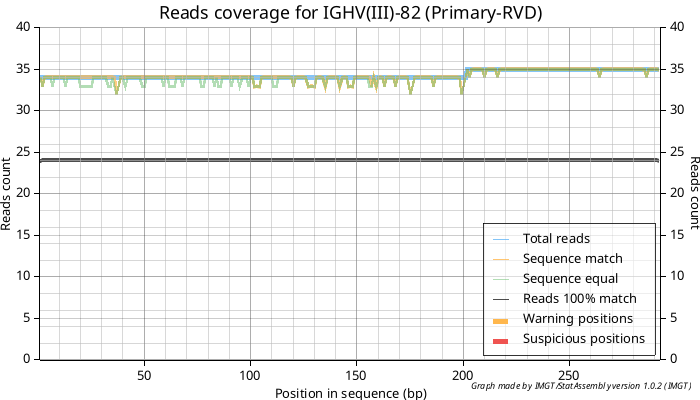 Reads coverage for IGHV(III)-82 (Primary-RVD)
40
40
35
35
30
30
25
25
20
20
15
15
10
10
5
5
0
0
Reads count
Reads count
Total reads
Sequence match
Sequence equal
Reads 100% match
Warning positions
Suspicious positions
50
100
150
200
250
Position in sequence (bp)
Graph made by IMGT/StatAssembly version 1.0.2 (IMGT)